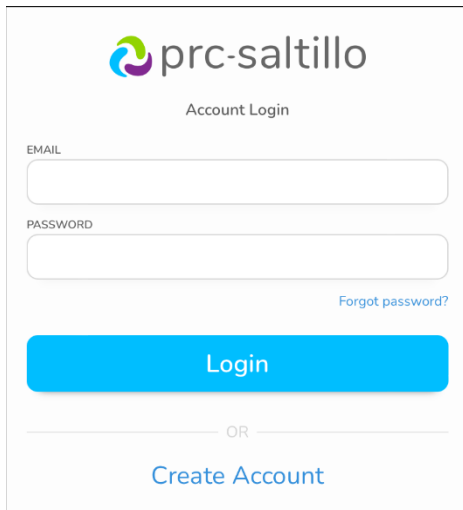 prc-saltillo
Account Login
EMAIL
PASSWORD
Forgot password?
Login
OR
Create Account